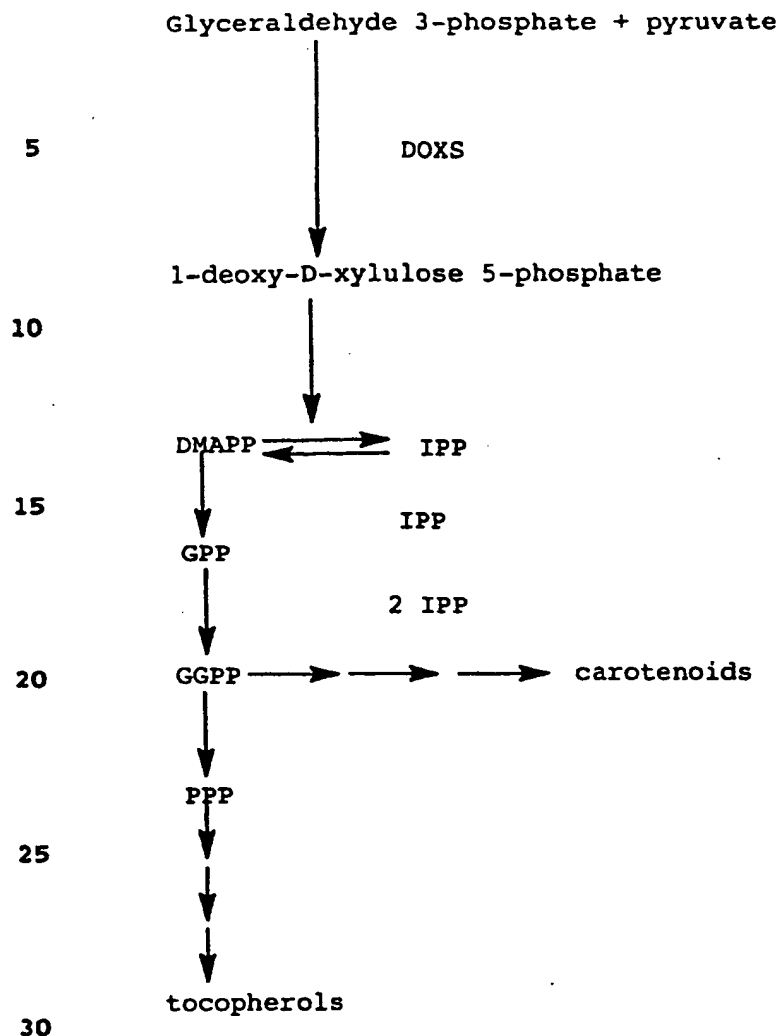 Glyceraldehyde 3-phosphate + pyruvate
5 DOXS
1-deoxy-D-xylulose 5-phosphate
10
DMAPP IPP
15 IPP
GPP
2 IPP
20 GGPP carotenoids
PPP
25
tocopherols
30